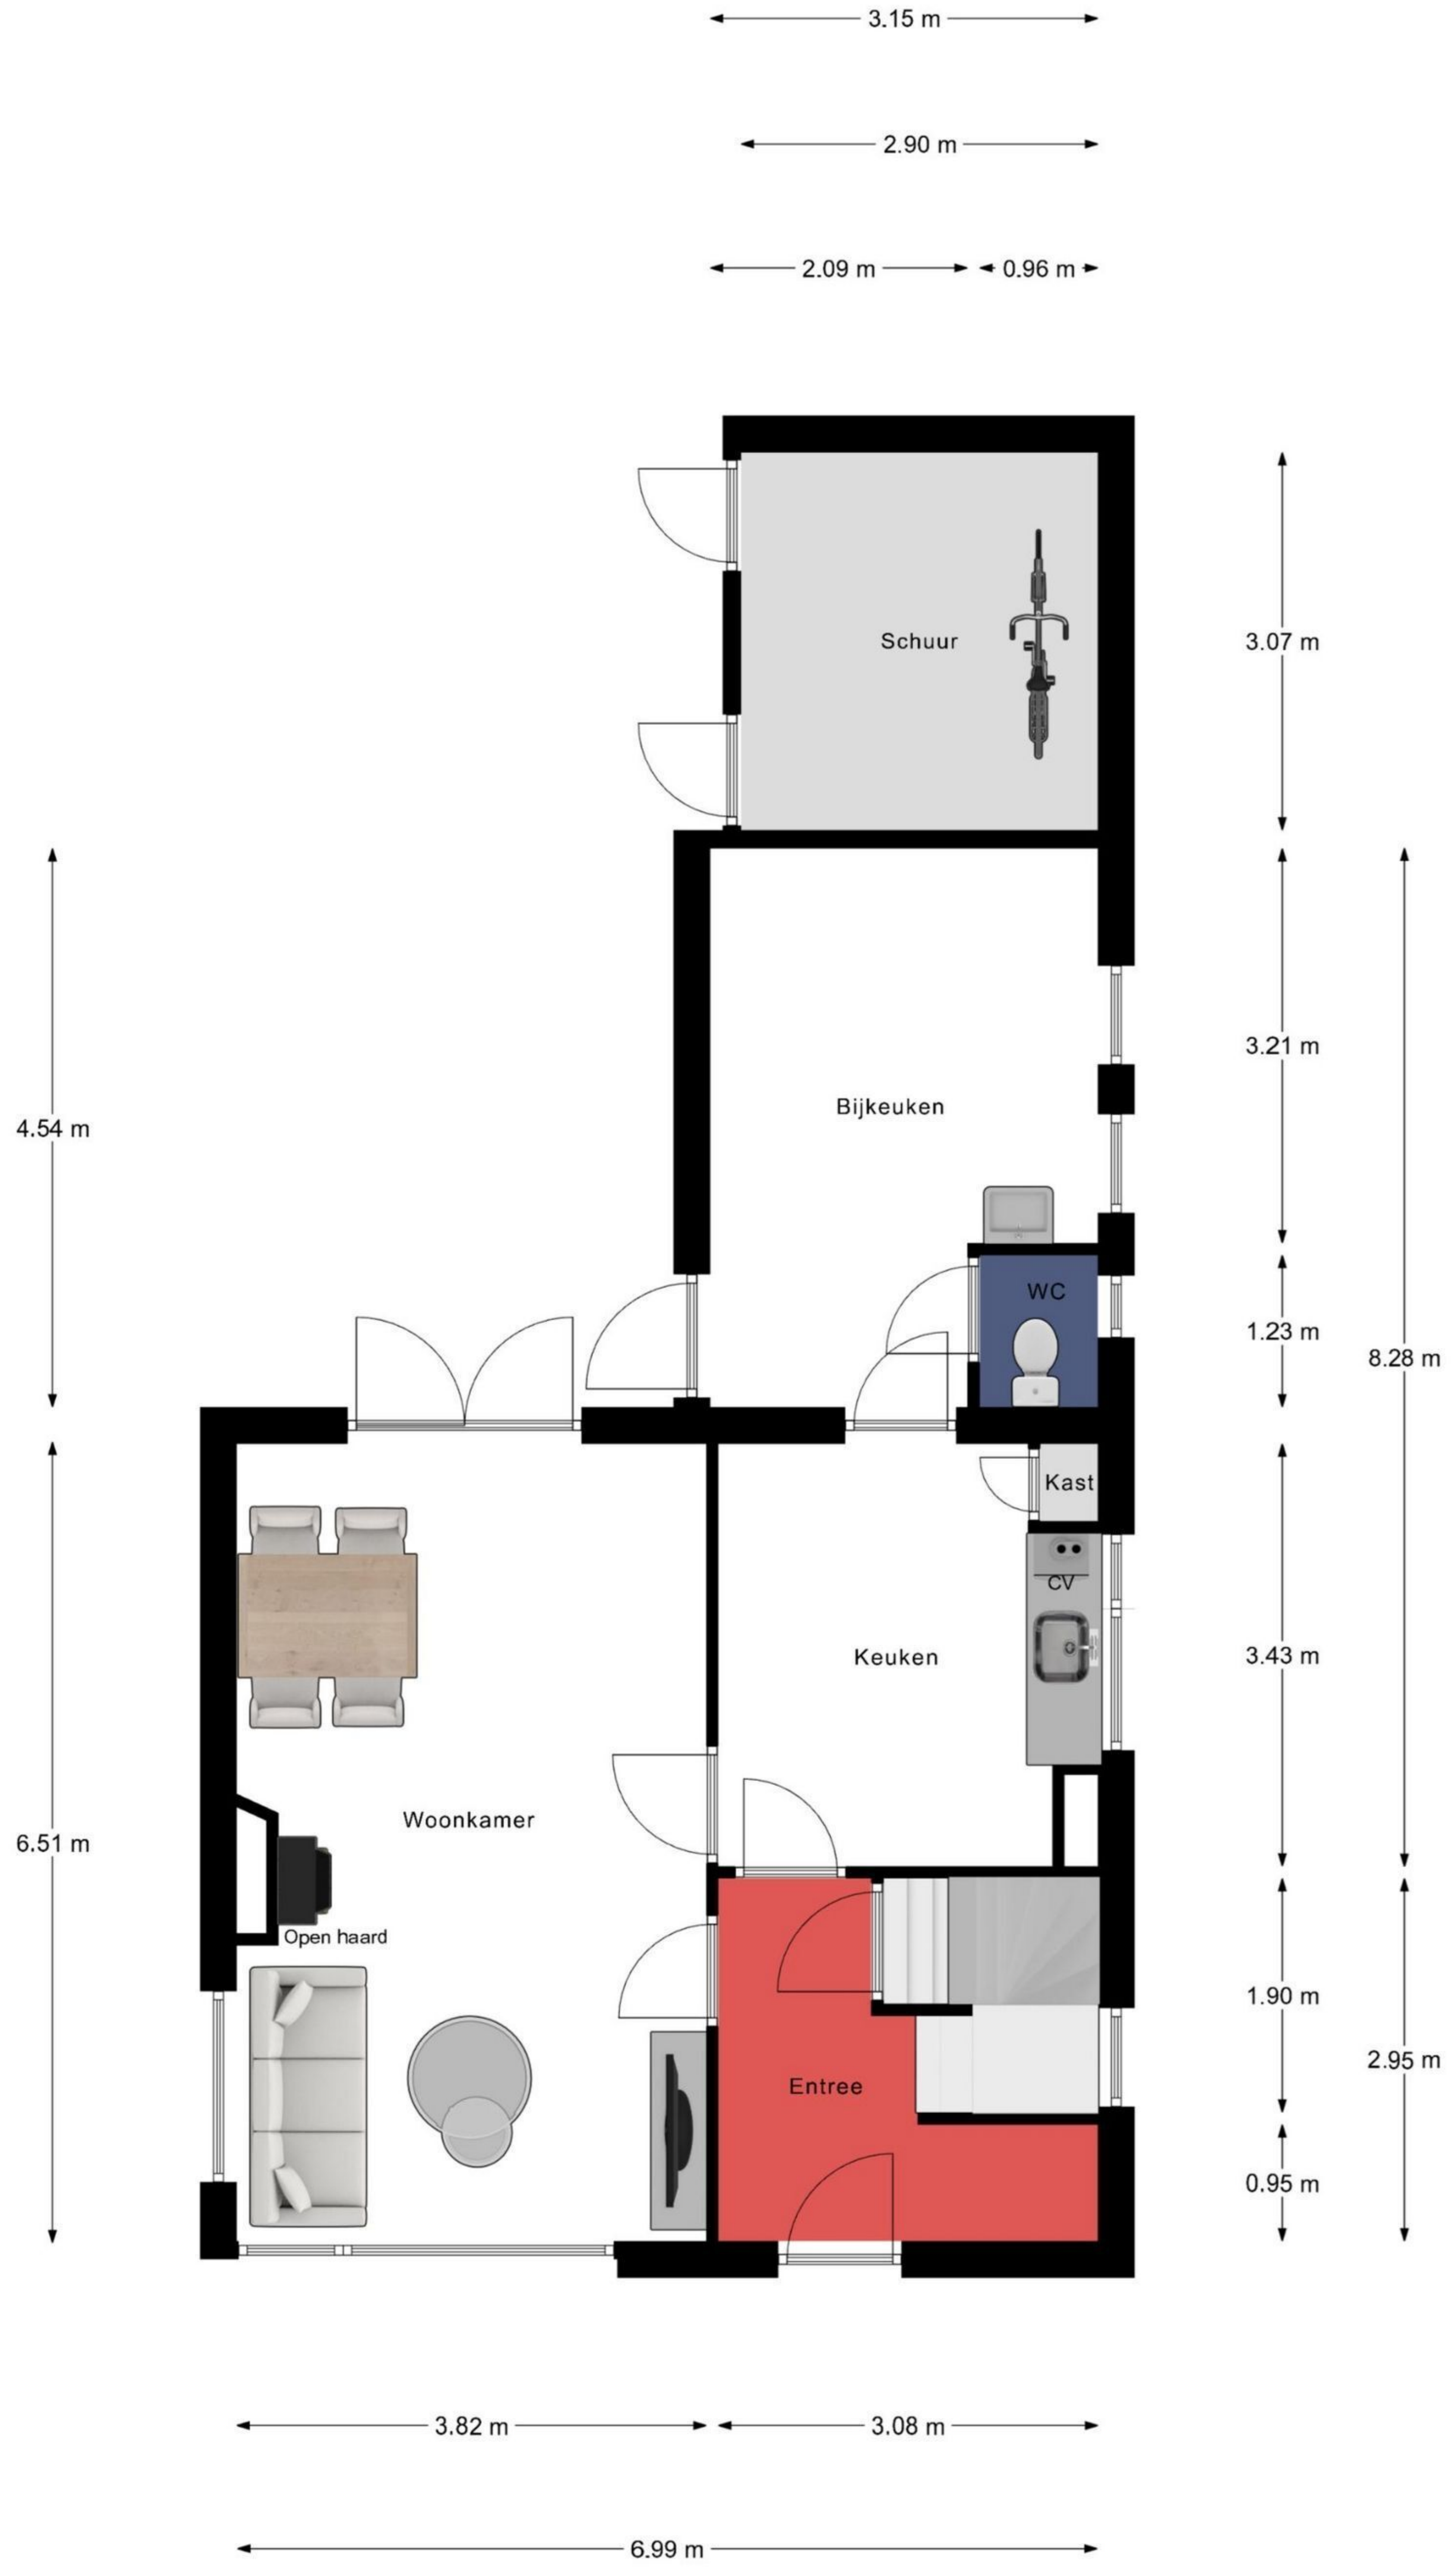 3.15 m
2.90 m
2.09 m
0.96 m
Schuur
3.07 m
Bijkeuken
3.21 m
4.54 m
WC
1.23 m
8.28 m
Kast
CV
Keuken
3.43 m
Woonkamer
6.51 m
Open haard
1.90 m
Entree
2.95 m
0.95 m
3.82 m
3.08 m
6.99 m